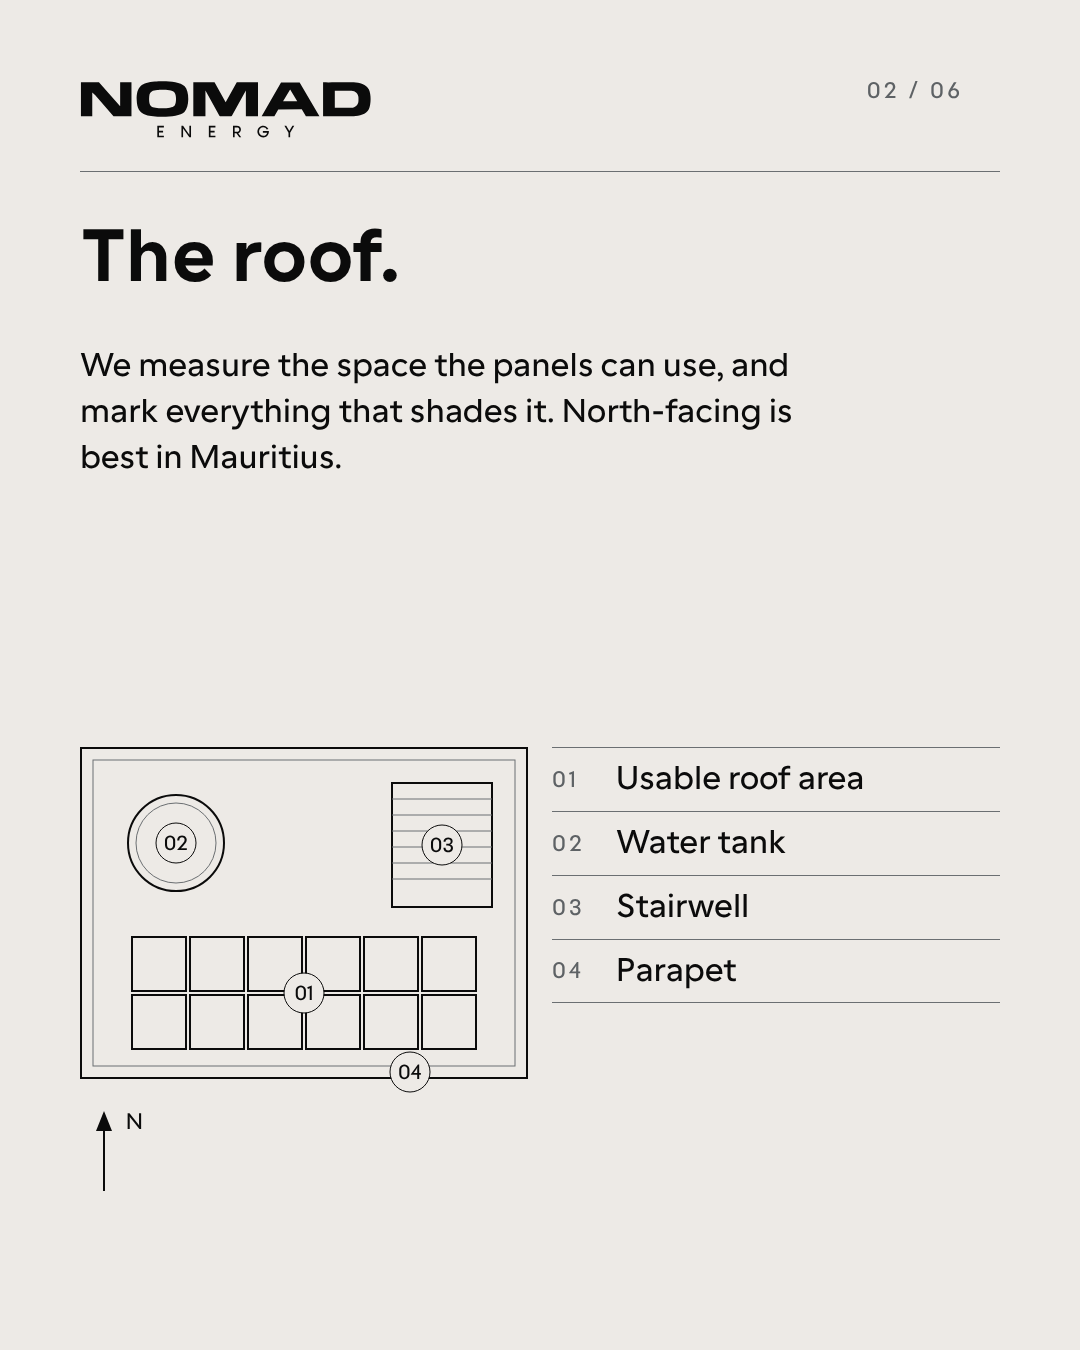 NOMAD
ENERGY
02 / 06
The roof.
We measure the space the panels can use, and
mark everything that shades it. North-facing is
best in Mauritius.
02
03
01
04
N
01 Usable roof area
02 Water tank
03 Stairwell
04 Parapet